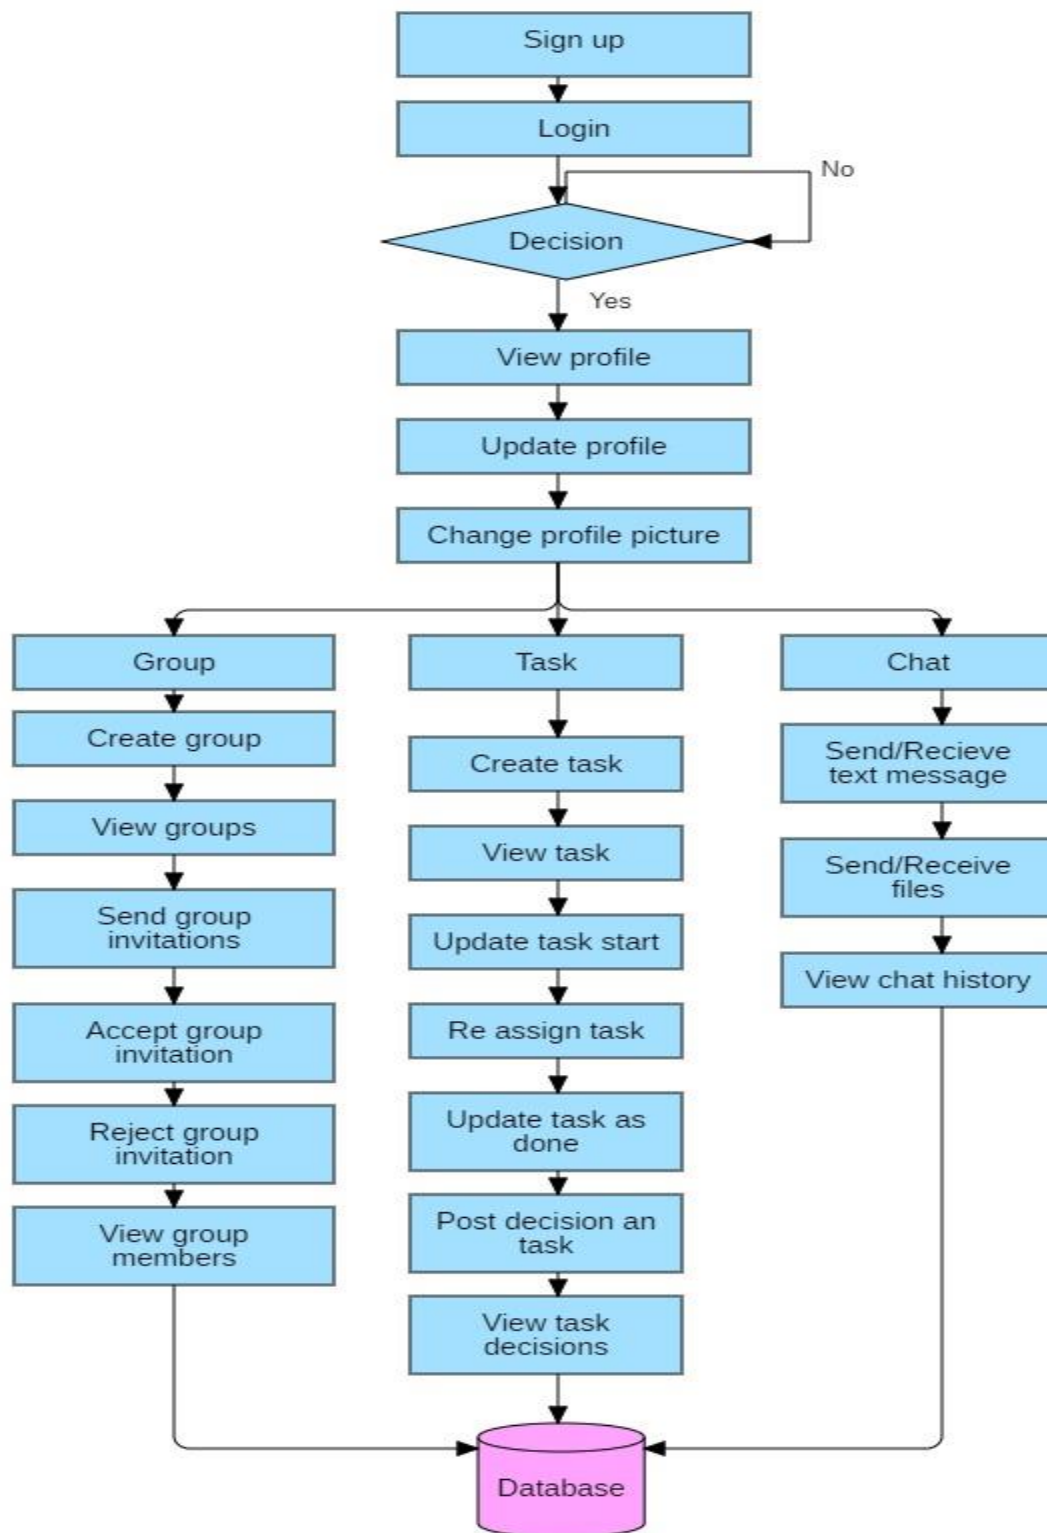 Sign up
Login
No
Decision
Yes
View profile
Update profile
Change profile picture
Group
Create group
View groups
Send group
invitations
Accept group
invitation
Reject group
invitation
View group
members
Task
Create task
View task
Update task start
Re assign task
Update task as
done
Post decision an
task
View task
decisions
Chat
Send/Recieve
text message
Send/Receive
files
View chat history
Database